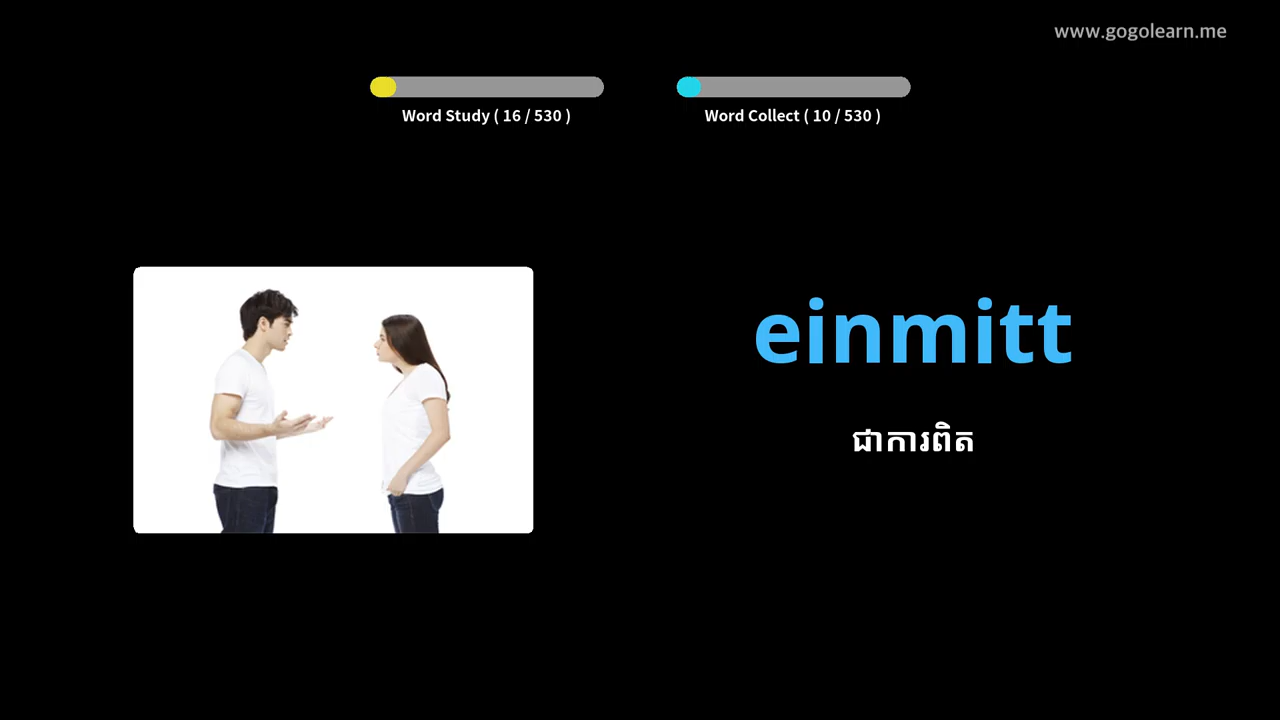 www.gogolearn.me
Word Study ( 16 / 530 )
Word Collect ( 10 / 530 )
einmitt
ជាការពិត